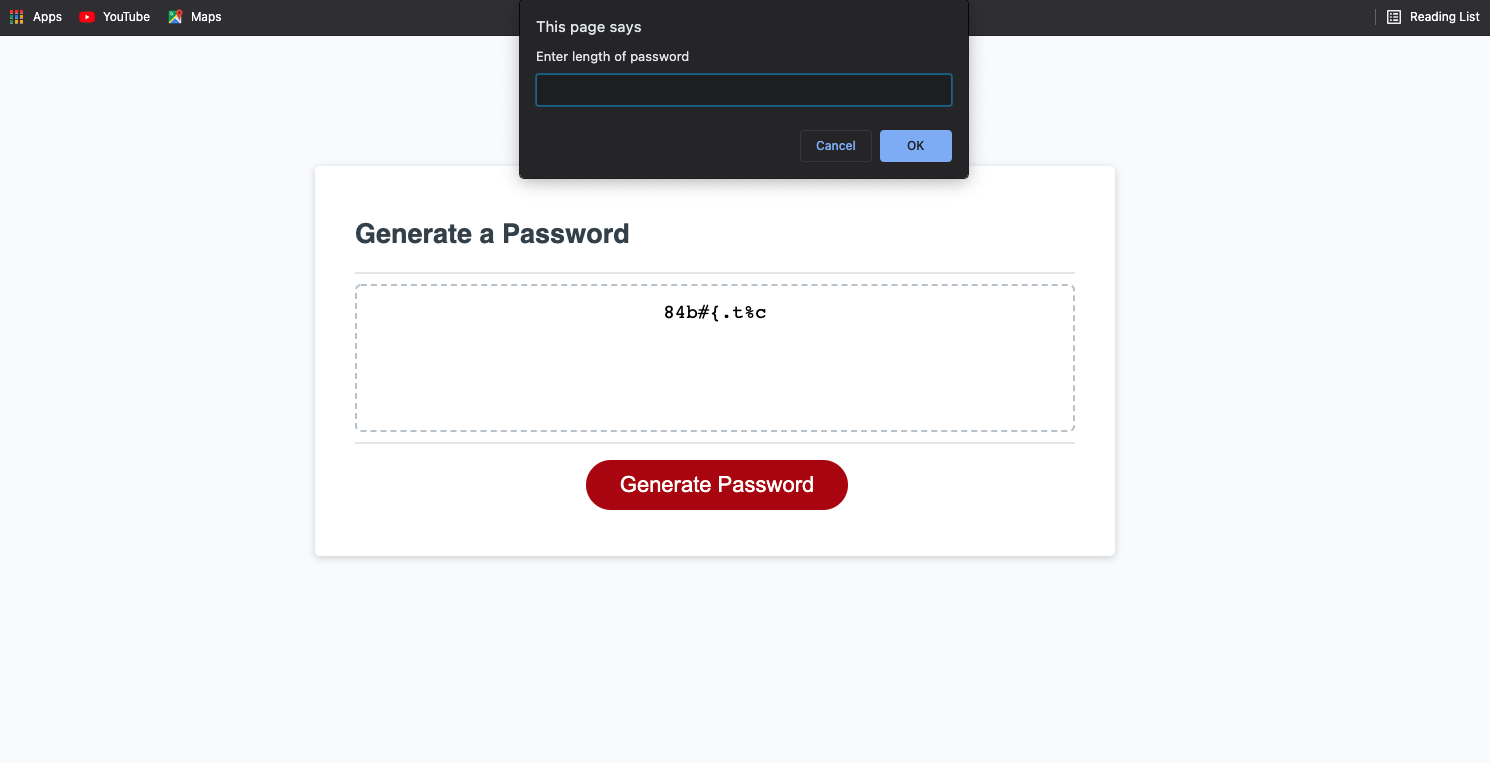 Apps YouTube Maps Reading List
This page says
Enter length of password
Cancel OK
Generate a Password
84b#{.t%c
Generate Password